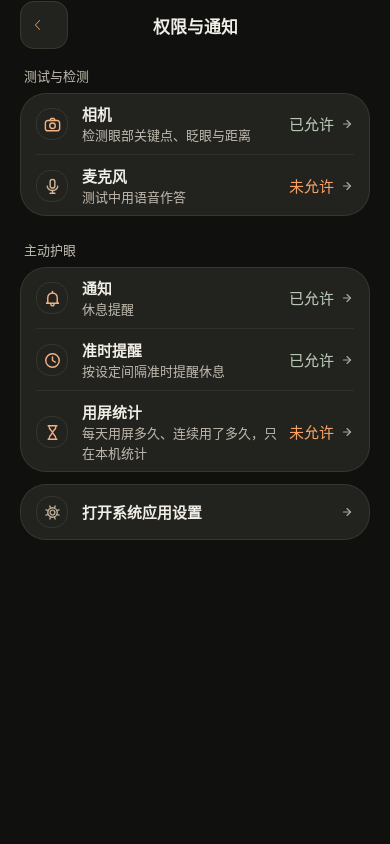 权限与通知
测试与检测
相机
检测眼部关键点、眨眼与距离
已允许
麦克风
测试中用语音作答
未允许
主动护眼
通知
休息提醒
已允许
准时提醒
按设定间隔准时提醒休息
已允许
用屏统计
每天用屏多久、连续用了多久，只
在本机统计
未允许
打开系统应用设置